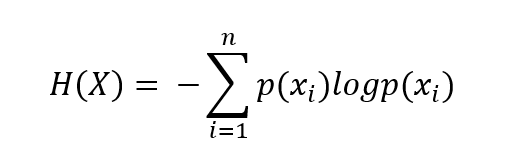 H(X) = − ∑_{i=1}^{n} p(x_i)logp(x_i)